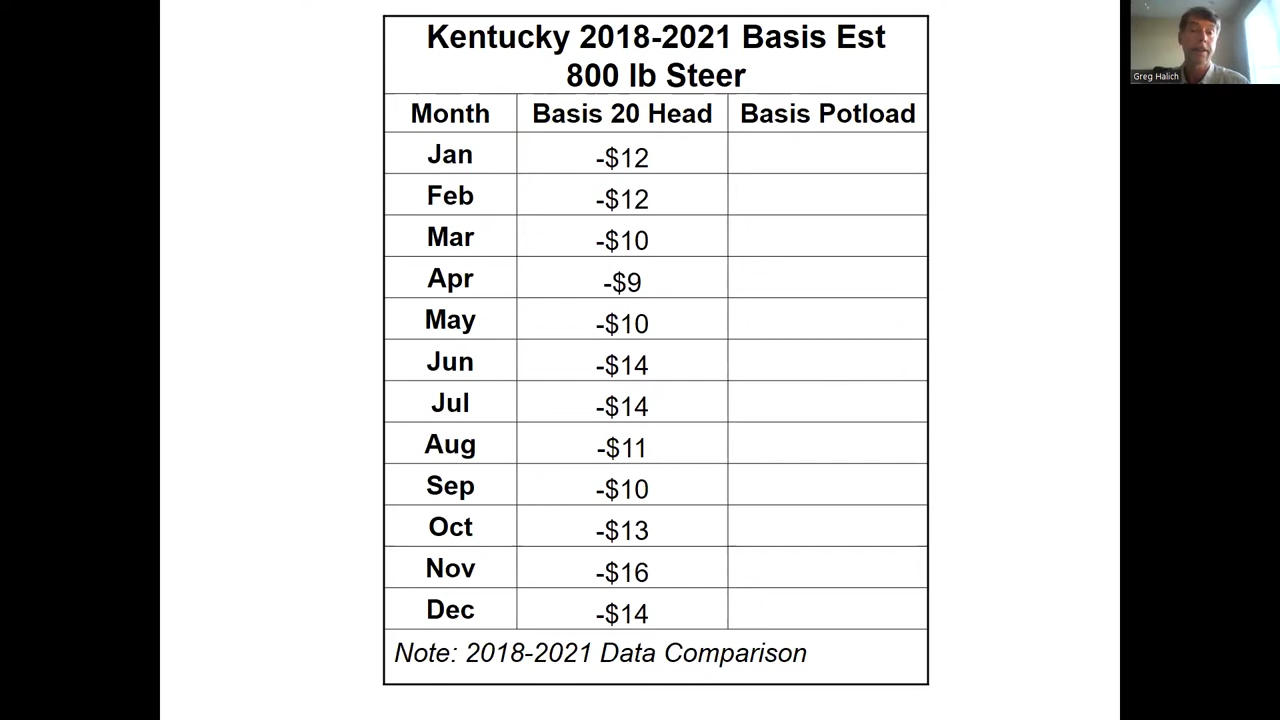 Kentucky 2018-2021 Basis Est
800 lb Steer
Month Basis 20 Head Basis Potload
Jan -$12
Feb -$12
Mar -$10
Apr -$9
May -$10
Jun -$14
Jul -$14
Aug -$11
Sep -$10
Oct -$13
Nov -$16
Dec -$14
Note: 2018-2021 Data Comparison
Greg Halich